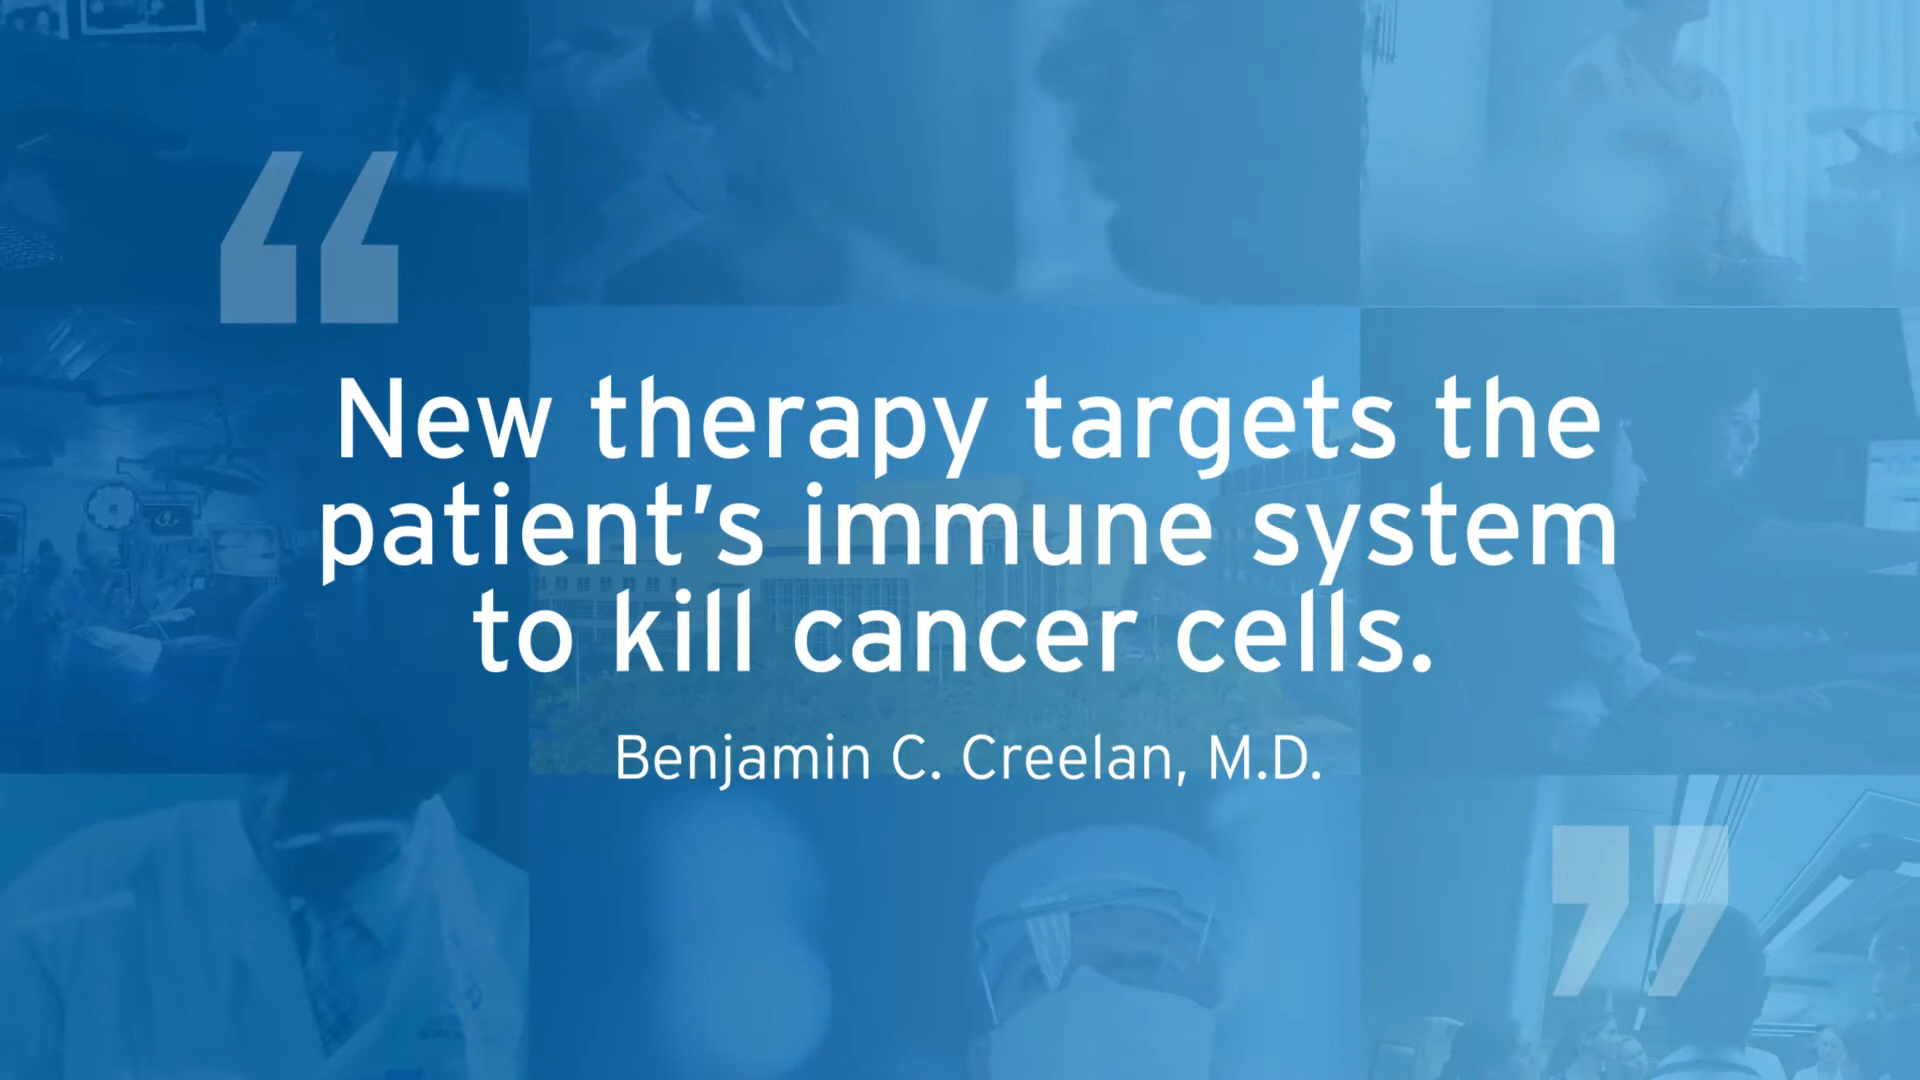 “
New therapy targets the
patient’s immune system
to kill cancer cells.
Benjamin C. Creelan, M.D.
”